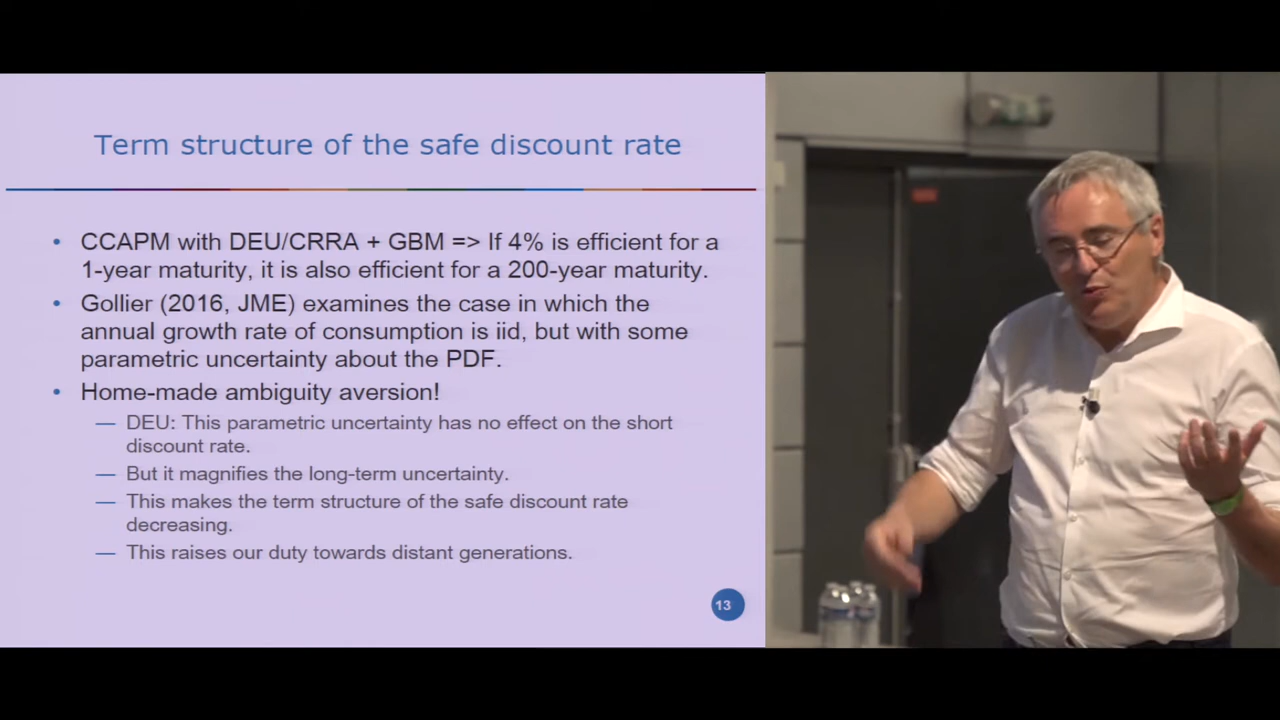 Term structure of the safe discount rate
• CCAPM with DEU/CRRA + GBM => If 4% is efficient for a
1-year maturity, it is also efficient for a 200-year maturity.
• Gollier (2016, JME) examines the case in which the
annual growth rate of consumption is iid, but with some
parametric uncertainty about the PDF.
• Home-made ambiguity aversion!
— DEU: This parametric uncertainty has no effect on the short
discount rate.
— But it magnifies the long-term uncertainty.
— This makes the term structure of the safe discount rate
decreasing.
— This raises our duty towards distant generations.
13